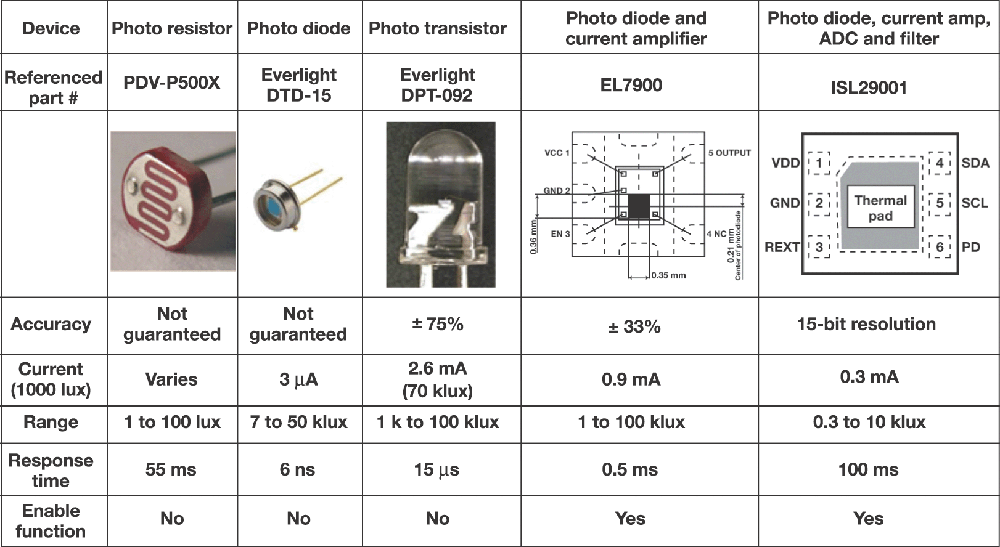 Device
Photo resistor
Photo diode
Photo transistor
Photo diode and
current amplifier
Photo diode, current amp,
ADC and filter
Referenced
part #
PDV-P500X
Everlight
DTD-15
Everlight
DPT-092
EL7900
ISL29001
VCC 1
5 OUTPUT
GND 2
EN 3
4 NC
0.36 mm
0.35 mm
0.21 mm
Center of photodiode
VDD 1
4 SDA
GND 2
5 SCL
REXT 3
6 PD
Thermal
pad
Accuracy
Not
guaranteed
Not
guaranteed
± 75%
± 33%
15-bit resolution
Current
(1000 lux)
Varies
3 µA
2.6 mA
(70 klux)
0.9 mA
0.3 mA
Range
1 to 100 lux
7 to 50 klux
1 k to 100 klux
1 to 100 klux
0.3 to 10 klux
Response
time
55 ms
6 ns
15 µs
0.5 ms
100 ms
Enable
function
No
No
No
Yes
Yes